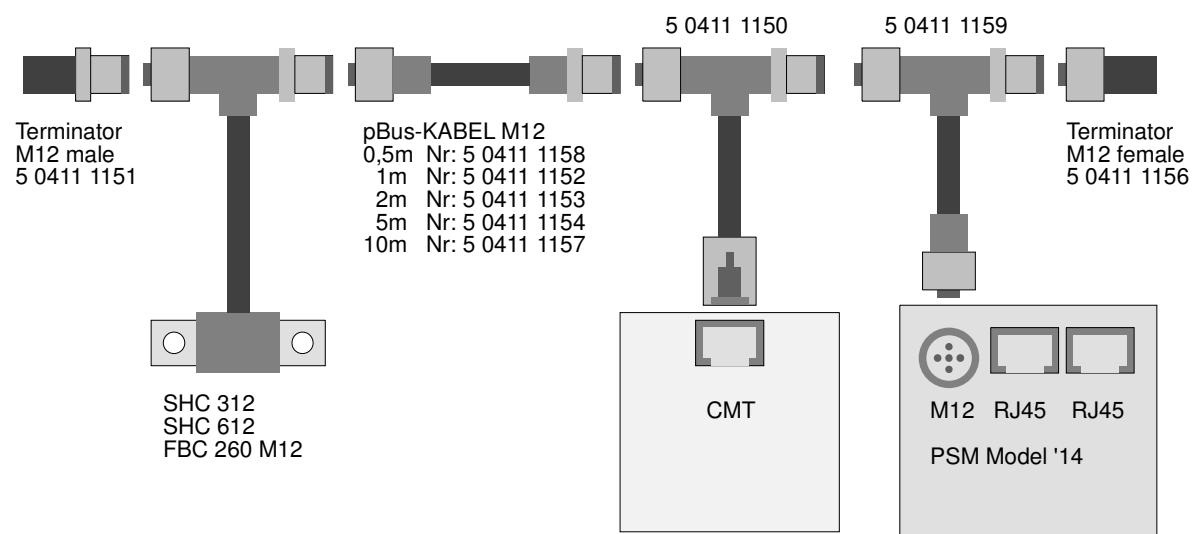 5 0411 1150
5 0411 1159
Terminator
M12 male
5 0411 1151
pBus-KABEL M12
0,5m Nr: 5 0411 1158
1m Nr: 5 0411 1152
2m Nr: 5 0411 1153
5m Nr: 5 0411 1154
10m Nr: 5 0411 1157
Terminator
M12 female
5 0411 1156
SHC 312
SHC 612
FBC 260 M12
CMT
M12 RJ45 RJ45
PSM Model '14